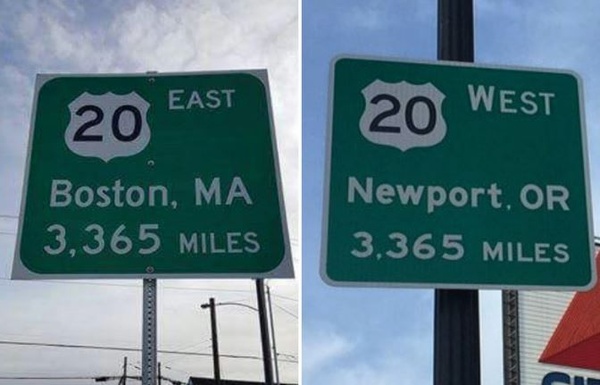 20 EAST
Boston, MA
3,365 MILES
20 WEST
Newport, OR
3,365 MILES